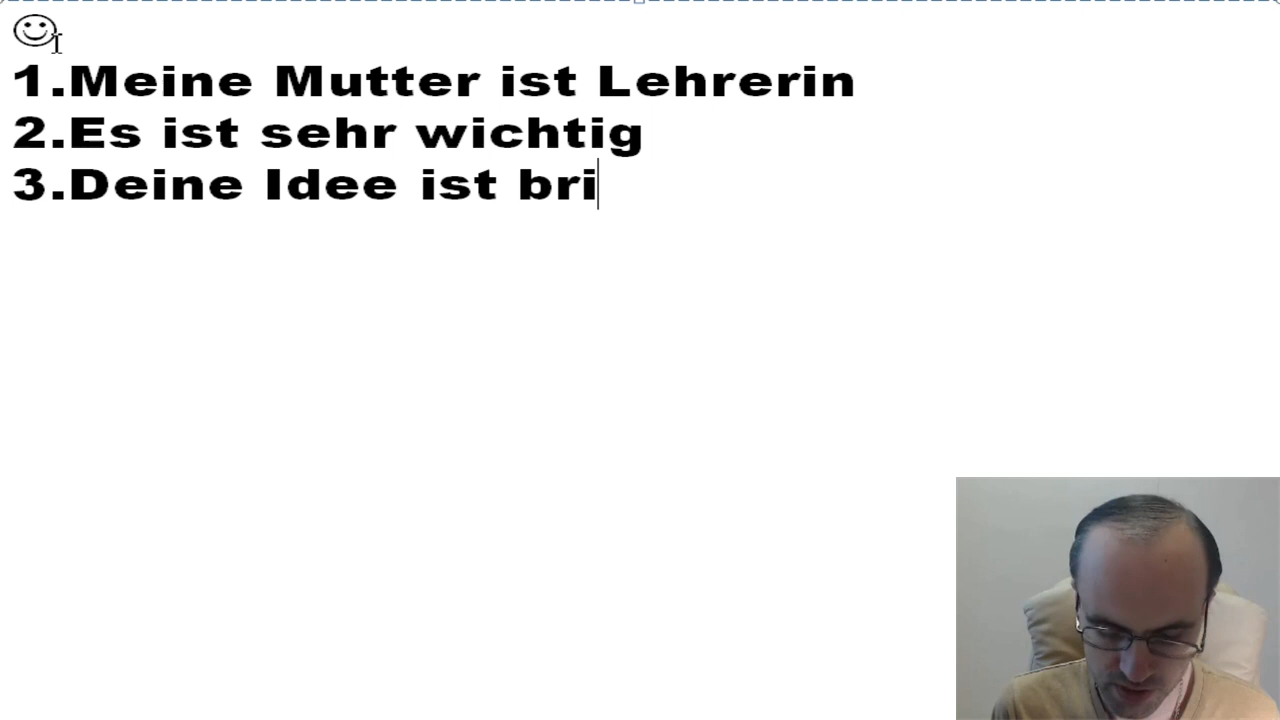 1.Meine Mutter ist Lehrerin
2.Es ist sehr wichtig
3.Deine Idee ist bri